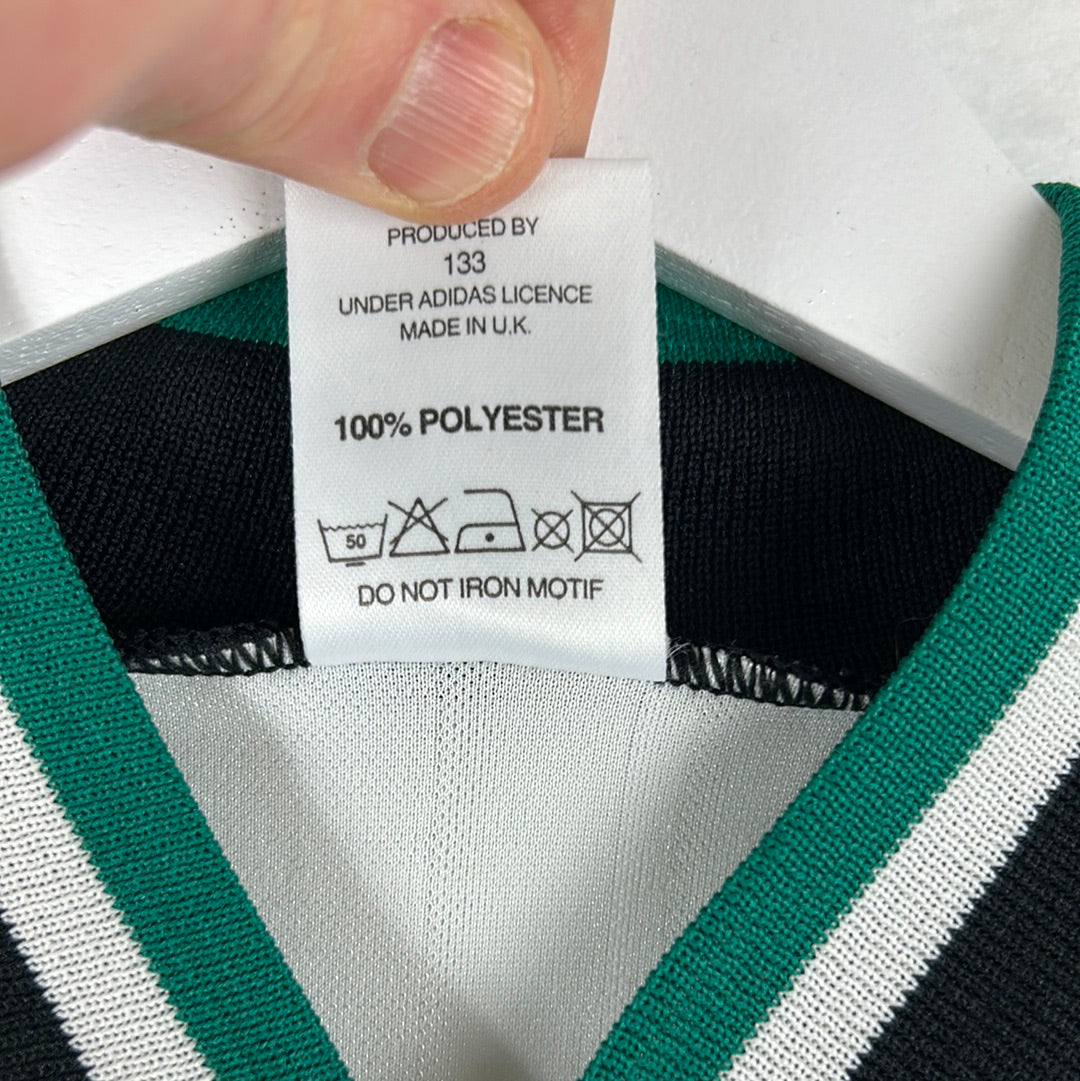 PRODUCED BY
133
UNDER ADIDAS LICENCE
MADE IN U.K.
100% POLYESTER
50
DO NOT IRON MOTIF